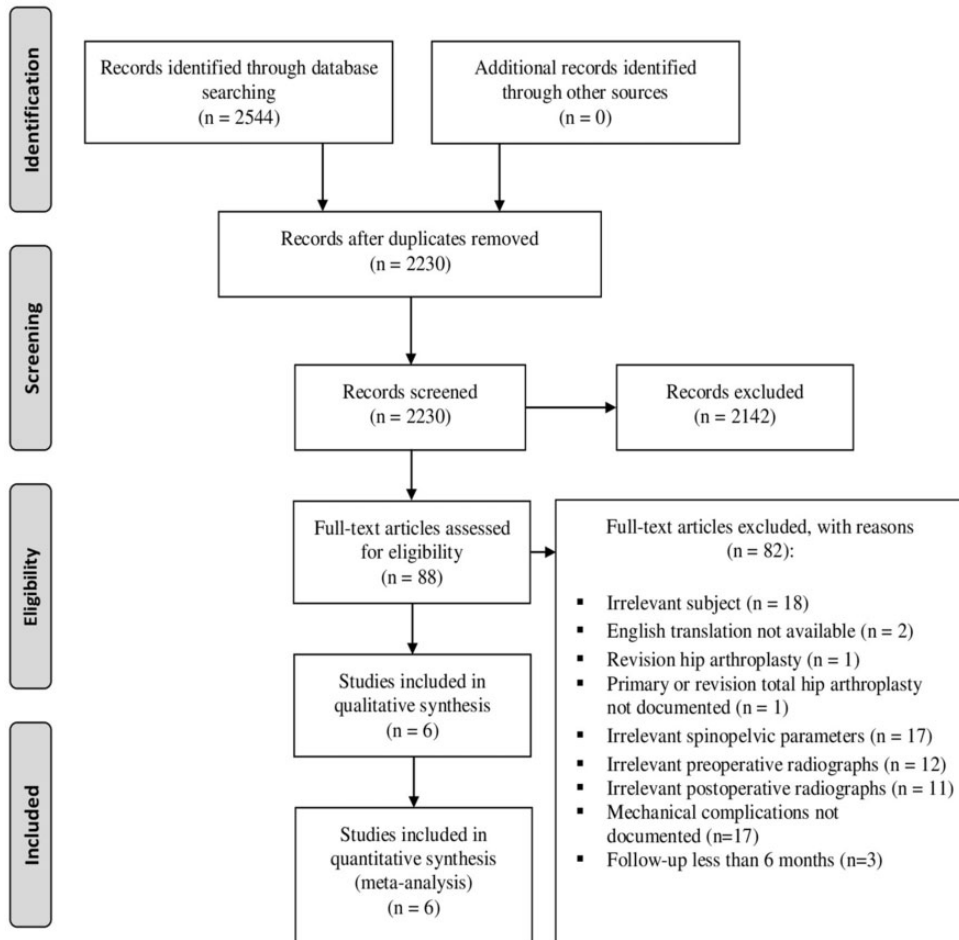 Identification
Records identified through database
searching
(n = 2544)
Additional records identified
through other sources
(n = 0)
Records after duplicates removed
(n = 2230)
Screening
Records screened
(n = 2230)
Records excluded
(n = 2142)
Eligibility
Full-text articles assessed
for eligibility
(n = 88)
Full-text articles excluded, with reasons
(n = 82):
▪ Irrelevant subject (n = 18)
▪ English translation not available (n = 2)
▪ Revision hip arthroplasty (n = 1)
▪ Primary or revision total hip arthroplasty
not documented (n = 1)
▪ Irrelevant spinopelvic parameters (n = 17)
▪ Irrelevant preoperative radiographs (n = 12)
▪ Irrelevant postoperative radiographs (n = 11)
▪ Mechanical complications not
documented (n=17)
▪ Follow-up less than 6 months (n=3)
Studies included in
qualitative synthesis
(n = 6)
Included
Studies included in
quantitative synthesis
(meta-analysis)
(n = 6)